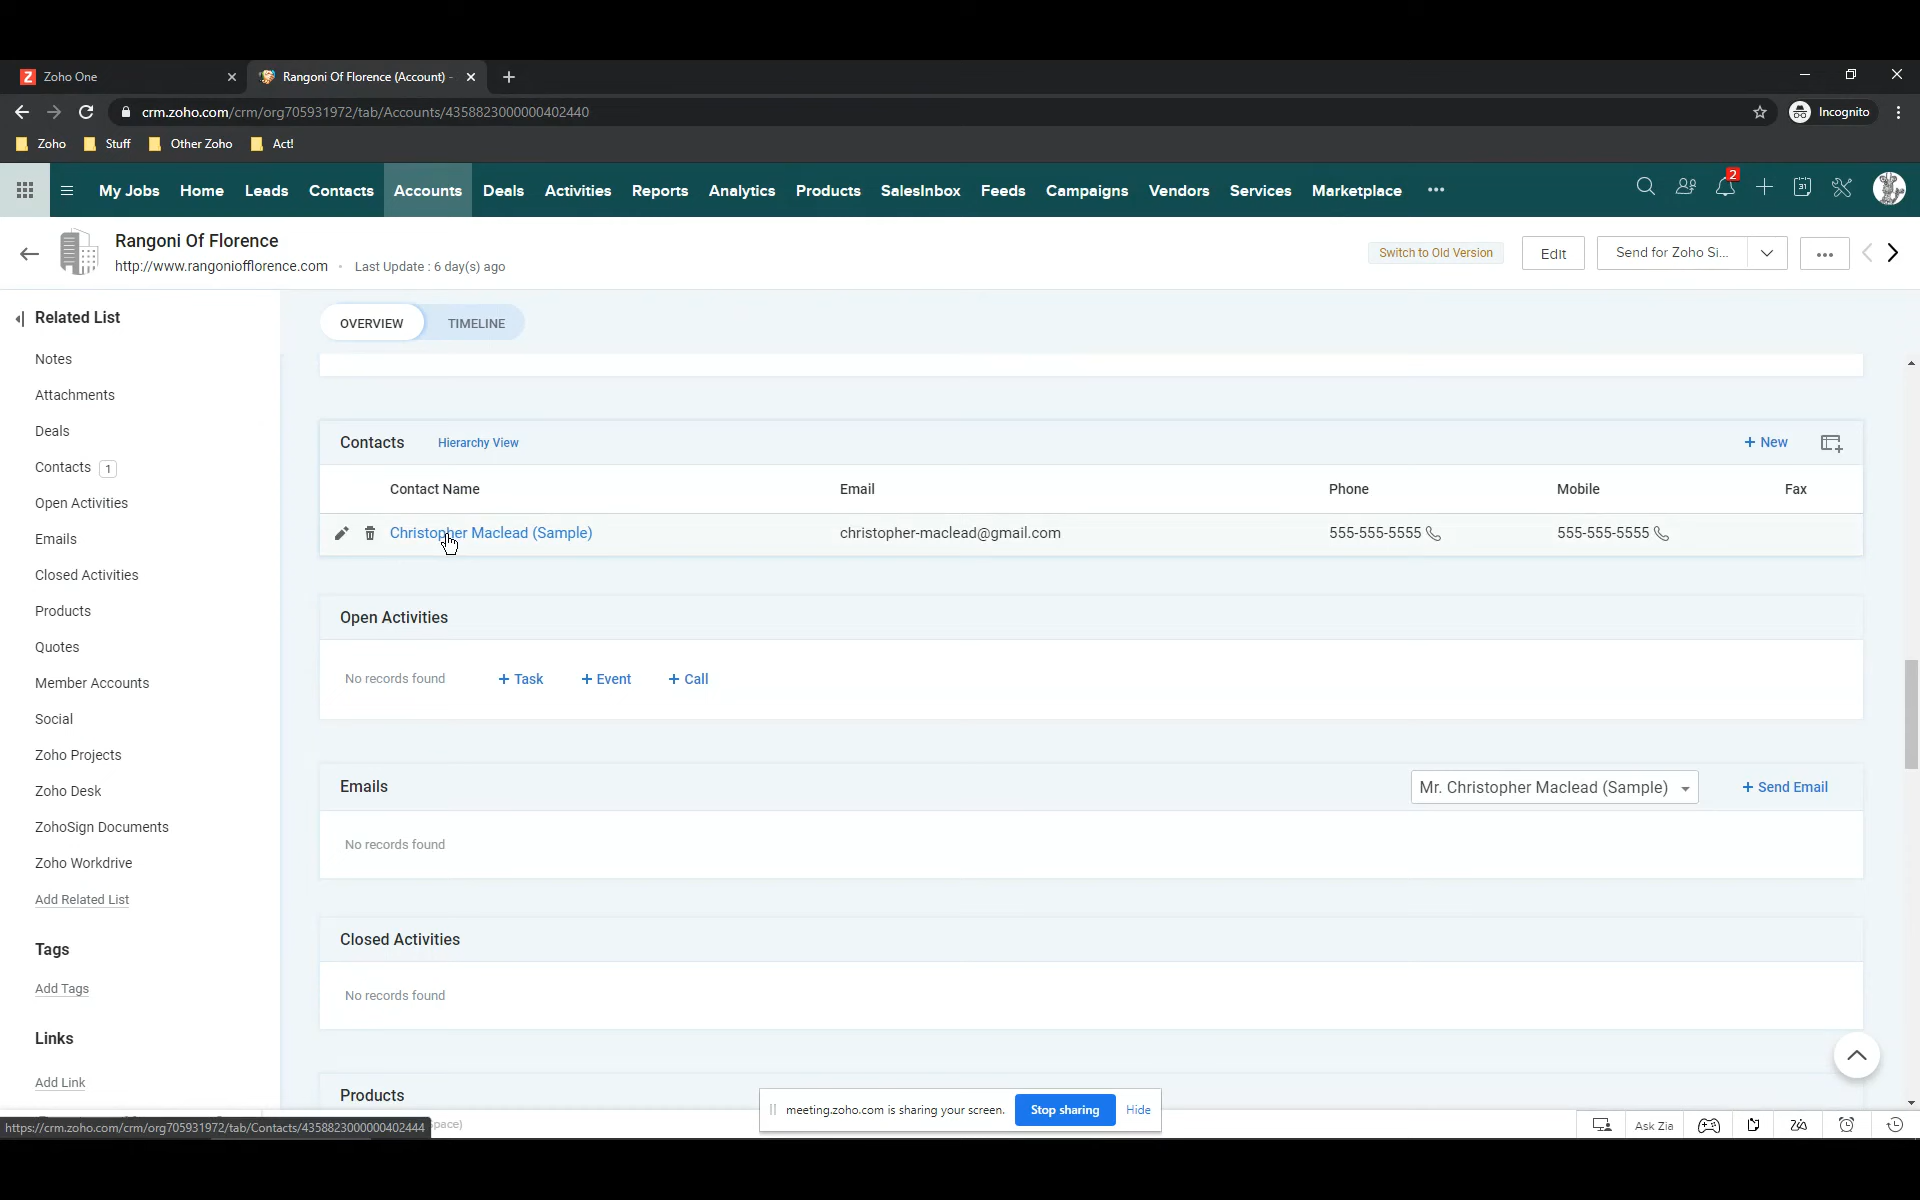 Zoho One
Rangoni Of Florence (Account) -
crm.zoho.com/crm/org705931972/tab/Accounts/4358823000000402440
Incognito
Zoho
Stuff
Other Zoho
Act!
My Jobs
Home
Leads
Contacts
Accounts
Deals
Activities
Reports
Analytics
Products
SalesInbox
Feeds
Campaigns
Vendors
Services
Marketplace
2
31
Rangoni Of Florence
http://www.rangoniofflorence.com
Last Update : 6 day(s) ago
Switch to Old Version
Edit
Send for Zoho Si...
Related List
Notes
Attachments
Deals
Contacts 1
Open Activities
Emails
Closed Activities
Products
Quotes
Member Accounts
Social
Zoho Projects
Zoho Desk
ZohoSign Documents
Zoho Workdrive
Add Related List
Tags
Add Tags
Links
Add Link
OVERVIEW
TIMELINE
Contacts
Hierarchy View
+ New
Contact Name
Email
Phone
Mobile
Fax
Christopher Maclead (Sample)
christopher-maclead@gmail.com
555-555-5555
555-555-5555
Open Activities
No records found
+ Task
+ Event
+ Call
Emails
Mr. Christopher Maclead (Sample)
+ Send Email
No records found
Closed Activities
No records found
Products
meeting.zoho.com is sharing your screen.
Stop sharing
Hide
https://crm.zoho.com/crm/org705931972/tab/Contacts/4358823000000402444
pace)
Ask Zia